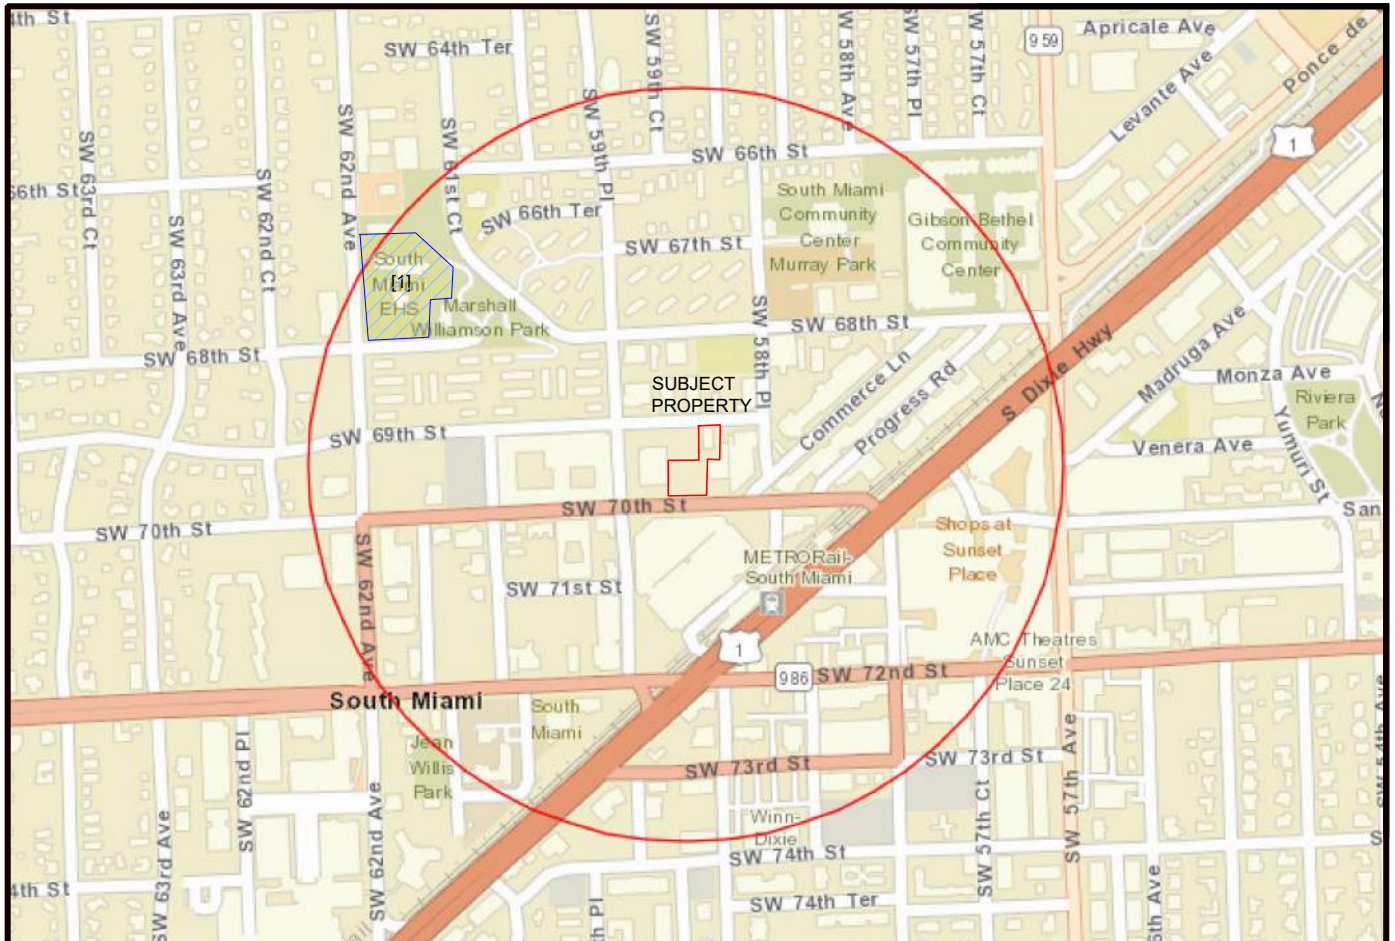 4th St
SW 64th Ter
SW 59th Ct
SW 58th Ave
SW 57th Pl
SW 57th Ct
959
Apricale Ave
Levante Ave
Ponce de
1
SW 63rd Ct
SW 62nd Ave
SW 61st Ct
SW 59th Pl
SW 66th St
66th St
SW 62nd Ct
SW 63rd Ave
SW 66th Ter
SW 67th St
South Miami
Community
Center
Murray Park
Gibson-Bethel
Community
Center
South
Miami
EHS
[1]
Marshall
Williamson Park
SW 68th St
SW 68th St
SW 58th Pl
SUBJECT
PROPERTY
Commerce Ln
Progress Rd
S Dixie Hwy
Madruga Ave
Monza Ave
Riviera
Park
Yumuri St
Venera Ave
San
SW 69th St
SW 70th St
SW 70th St
Shops at
Sunset
Place
METRORail-
South Miami
SW 71st St
SW 62nd Ave
1
986
SW 72nd St
AMC Theatres
Sunset
Place 24
South Miami
South
Miami
Jean
Willis
Park
SW 73rd St
SW 73rd St
SW 62nd Pl
SW 62nd Ave
SW 63rd Ave
Winn-
Dixie
SW 74th St
SW 74th Ter
SW 57th Ct
SW 57th Ave
SW 54th Ave
4th St
th Pl
6th Ave